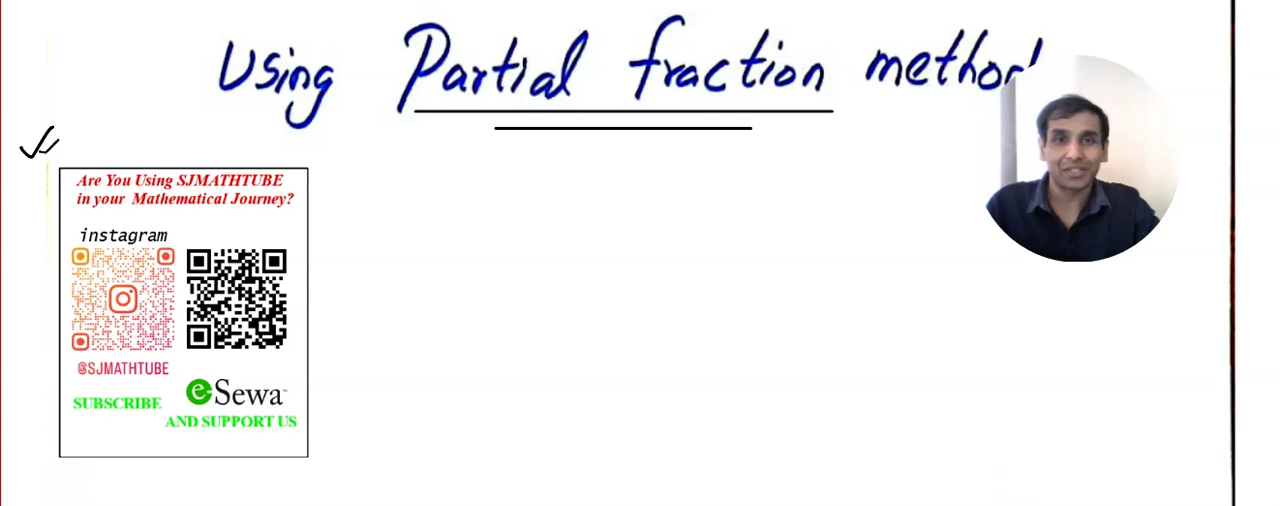 Using Partial fraction method
Are You Using SJMATHTUBE
in your Mathematical Journey?
instagram
@SJMATHTUBE
eSewa
SUBSCRIBE
AND SUPPORT US